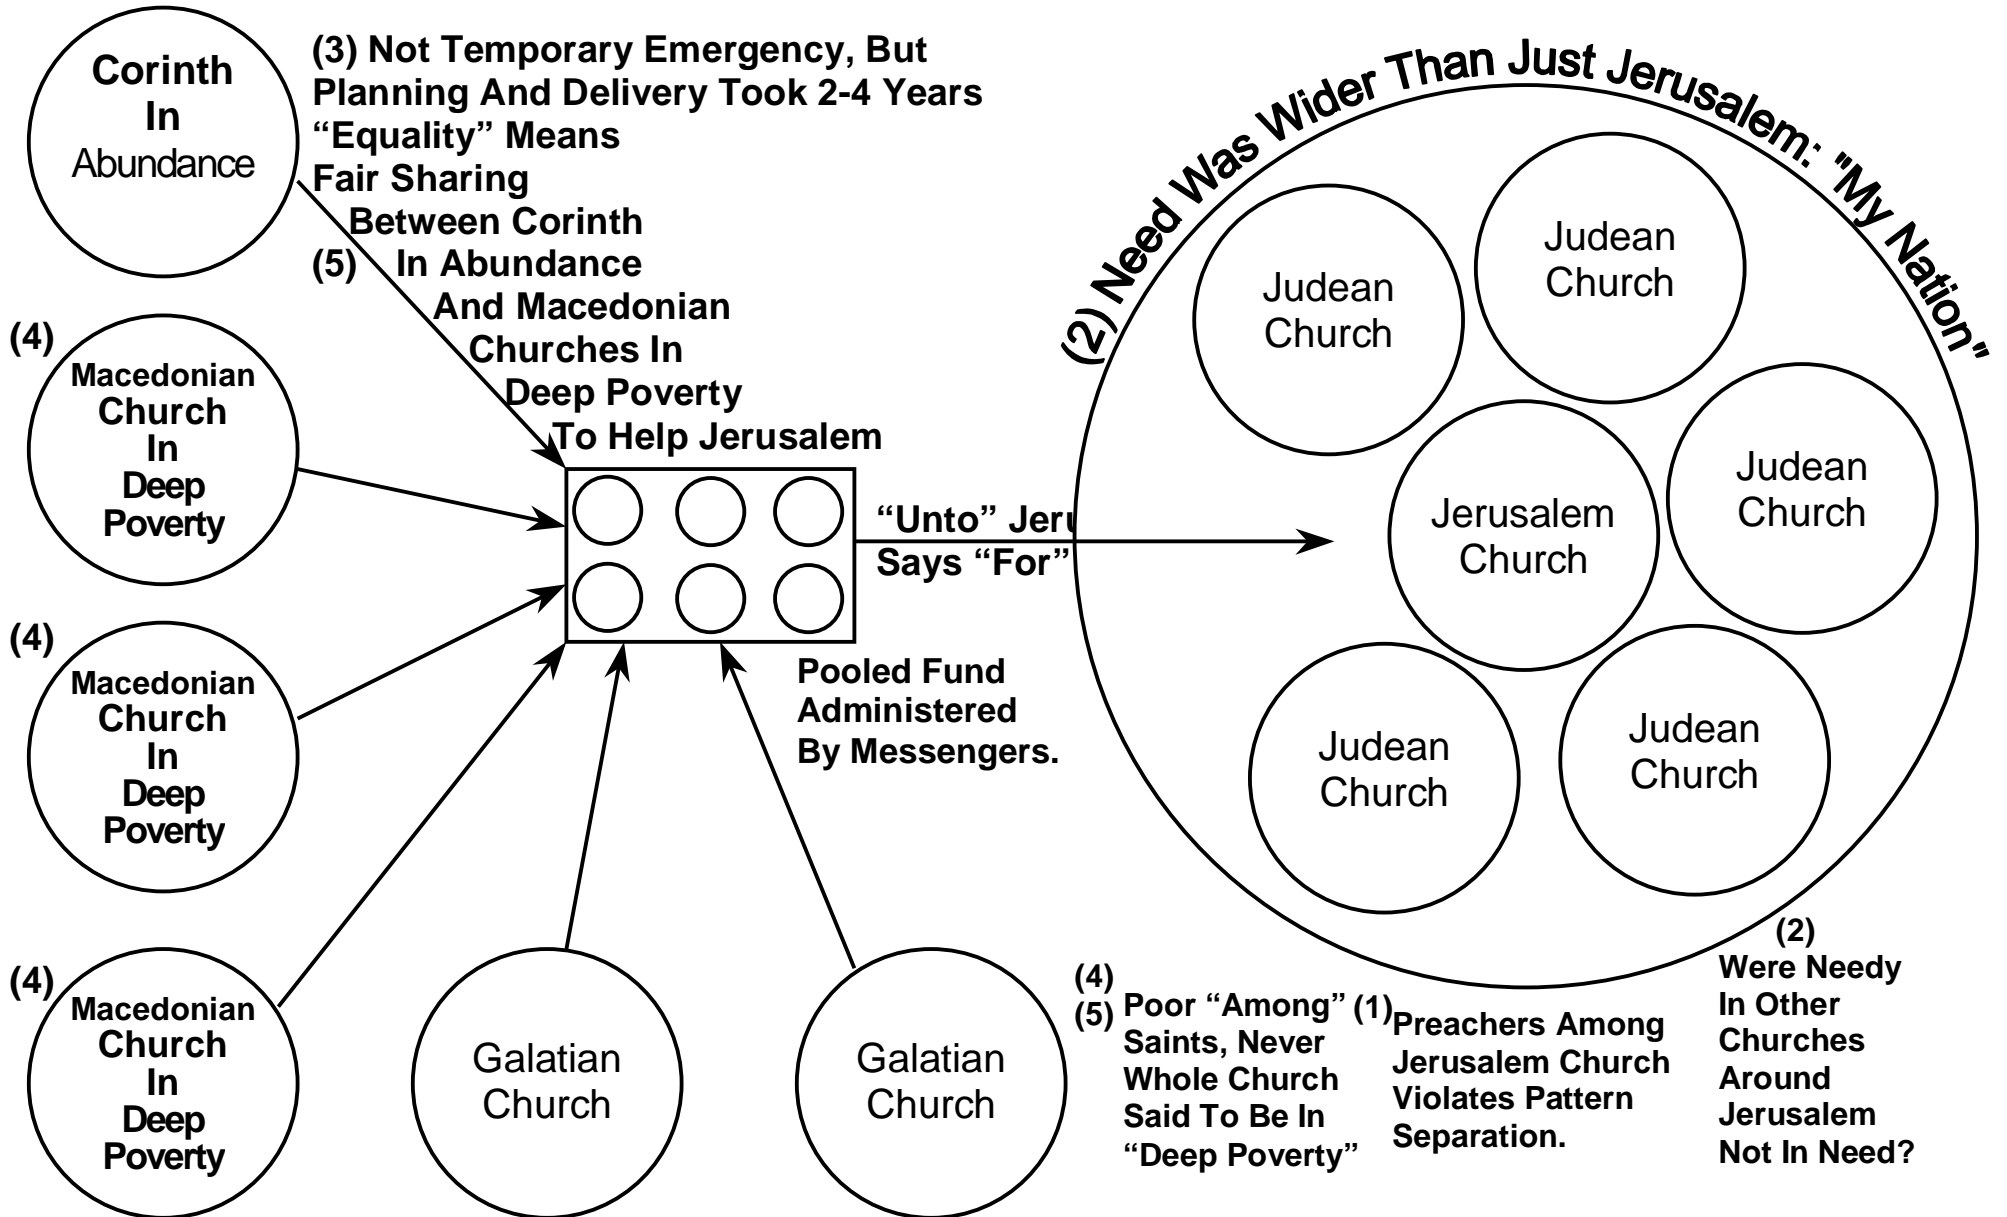 Corinth
In
Abundance
(3) Not Temporary Emergency, But
Planning And Delivery Took 2-4 Years
“Equality” Means
Fair Sharing
Between Corinth
(5) In Abundance
And Macedonian
Churches In
Deep Poverty
To Help Jerusalem
(2) Need Was Wider Than Just Jerusalem: "My Nation"
Judean
Church
Judean
Church
Judean
Church
Jerusalem
Church
Judean
Church
Judean
Church
(4)
Macedonian
Church
In
Deep
Poverty
“Unto”
Says “For”
Pooled Fund
Administered
By Messengers.
(4)
Macedonian
Church
In
Deep
Poverty
(4)
Macedonian
Church
In
Deep
Poverty
Galatian
Church
Galatian
Church
(4)
(5)
Poor “Among”
Saints, Never
Whole Church
Said To Be In
“Deep Poverty”
(1)
Preachers Among
Jerusalem Church
Violates Pattern
Separation.
(2)
Were Needy
In Other
Churches
Around
Jerusalem
Not In Need?